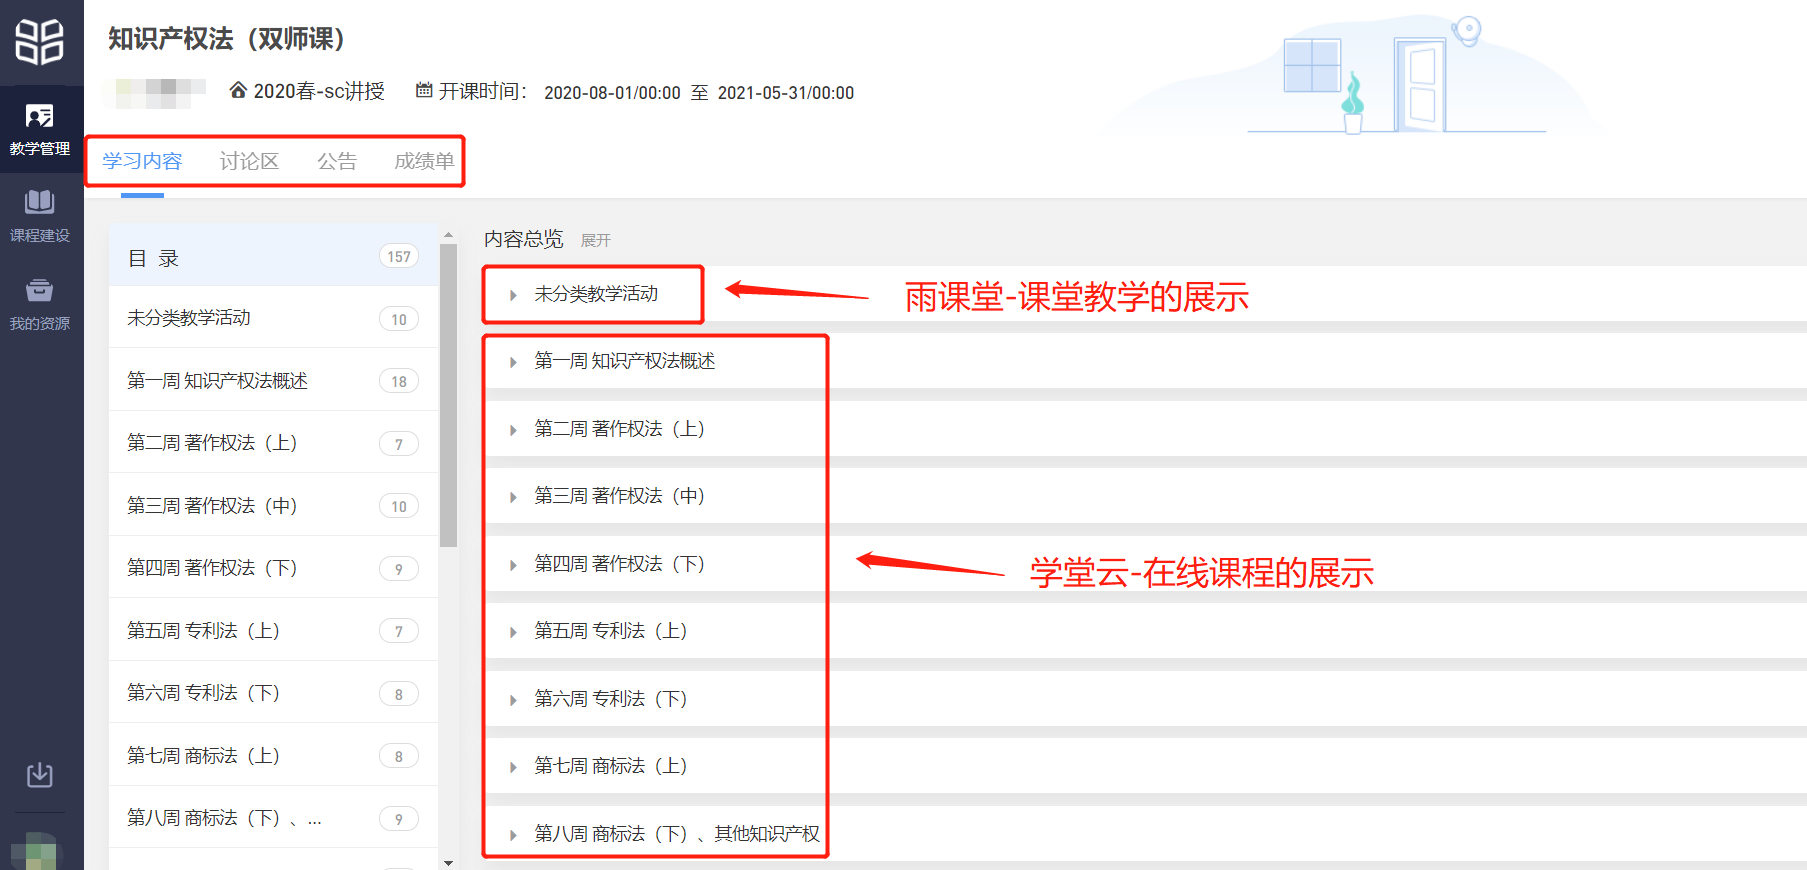 知识产权法（双师课）
2020春-sc讲授 开课时间： 2020-08-01/00:00 至 2021-05-31/00:00
教学管理
课程建设
我的资源
学习内容 讨论区 公告 成绩单
目 录 157
未分类教学活动 10
第一周 知识产权法概述 18
第二周 著作权法（上） 7
第三周 著作权法（中） 10
第四周 著作权法（下） 9
第五周 专利法（上） 7
第六周 专利法（下） 8
第七周 商标法（上） 8
第八周 商标法（下）、... 9
内容总览 展开
未分类教学活动
雨课堂-课堂教学的展示
第一周 知识产权法概述
第二周 著作权法（上）
第三周 著作权法（中）
第四周 著作权法（下）
学堂云-在线课程的展示
第五周 专利法（上）
第六周 专利法（下）
第七周 商标法（上）
第八周 商标法（下）、其他知识产权